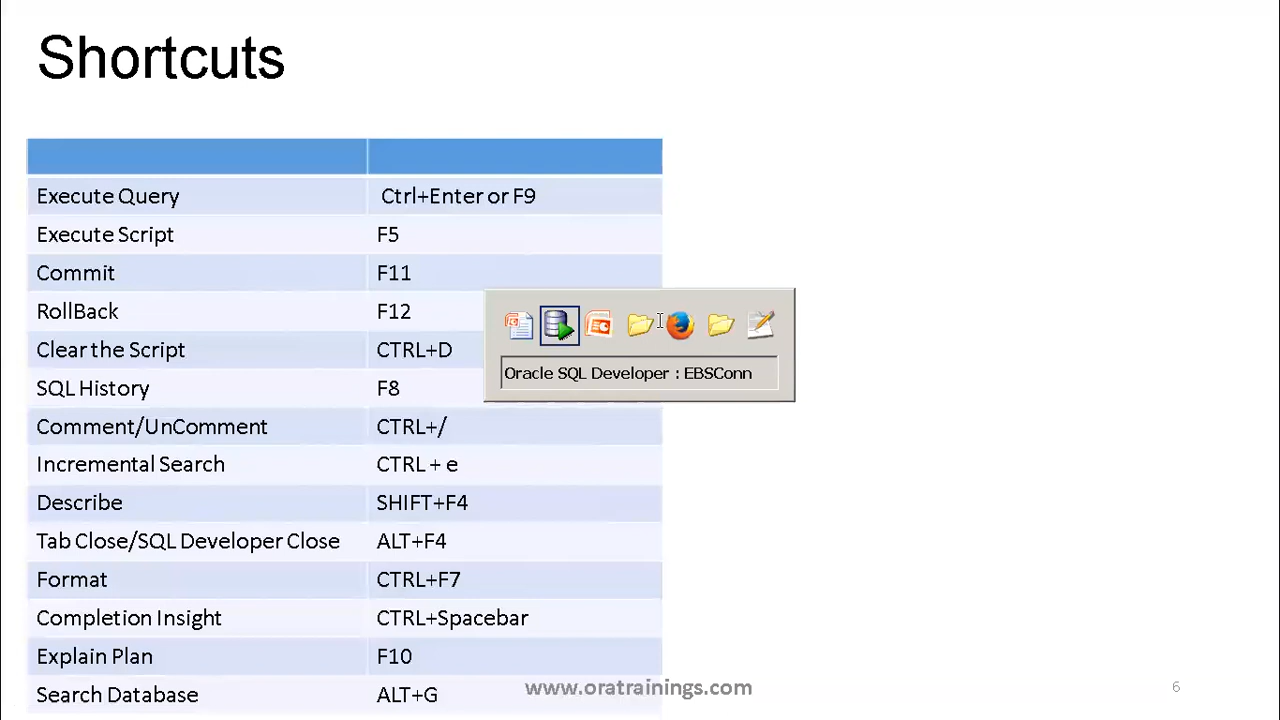 Shortcuts
Execute Query Ctrl+Enter or F9
Execute Script F5
Commit F11
RollBack F12
Clear the Script CTRL+D
SQL History F8
Oracle SQL Developer : EBSConn
Comment/UnComment CTRL+/
Incremental Search CTRL + e
Describe SHIFT+F4
Tab Close/SQL Developer Close ALT+F4
Format CTRL+F7
Completion Insight CTRL+Spacebar
Explain Plan F10
Search Database ALT+G
www.oratrainings.com
6